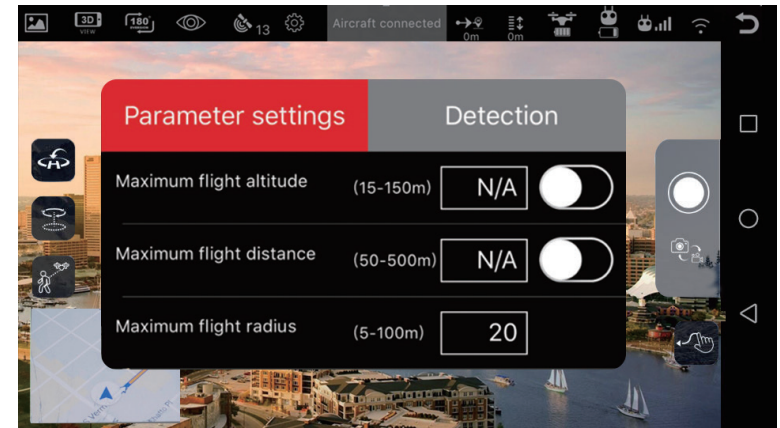 3D
VIEW
180°
13
Aircraft connected
0m
0m
H
Parameter settings
Detection
Maximum flight altitude
(15-150m)
N/A
Maximum flight distance
(50-500m)
N/A
Maximum flight radius
(5-100m)
20